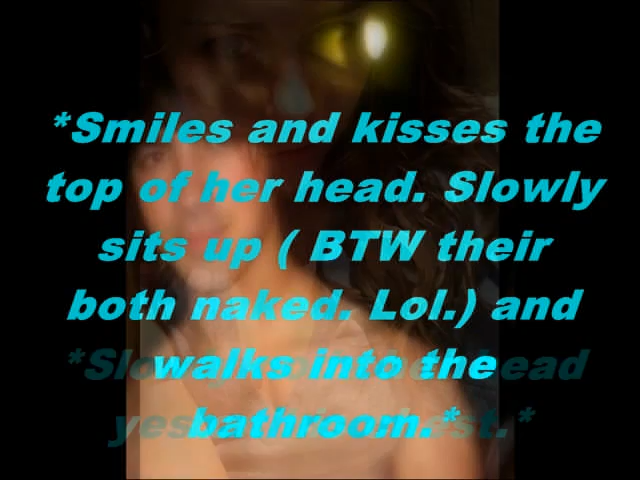 *Smiles and kisses the
top of her head. Slowly
sits up ( BTW their
both naked. Lol.) and
walks into the
bathroom.*